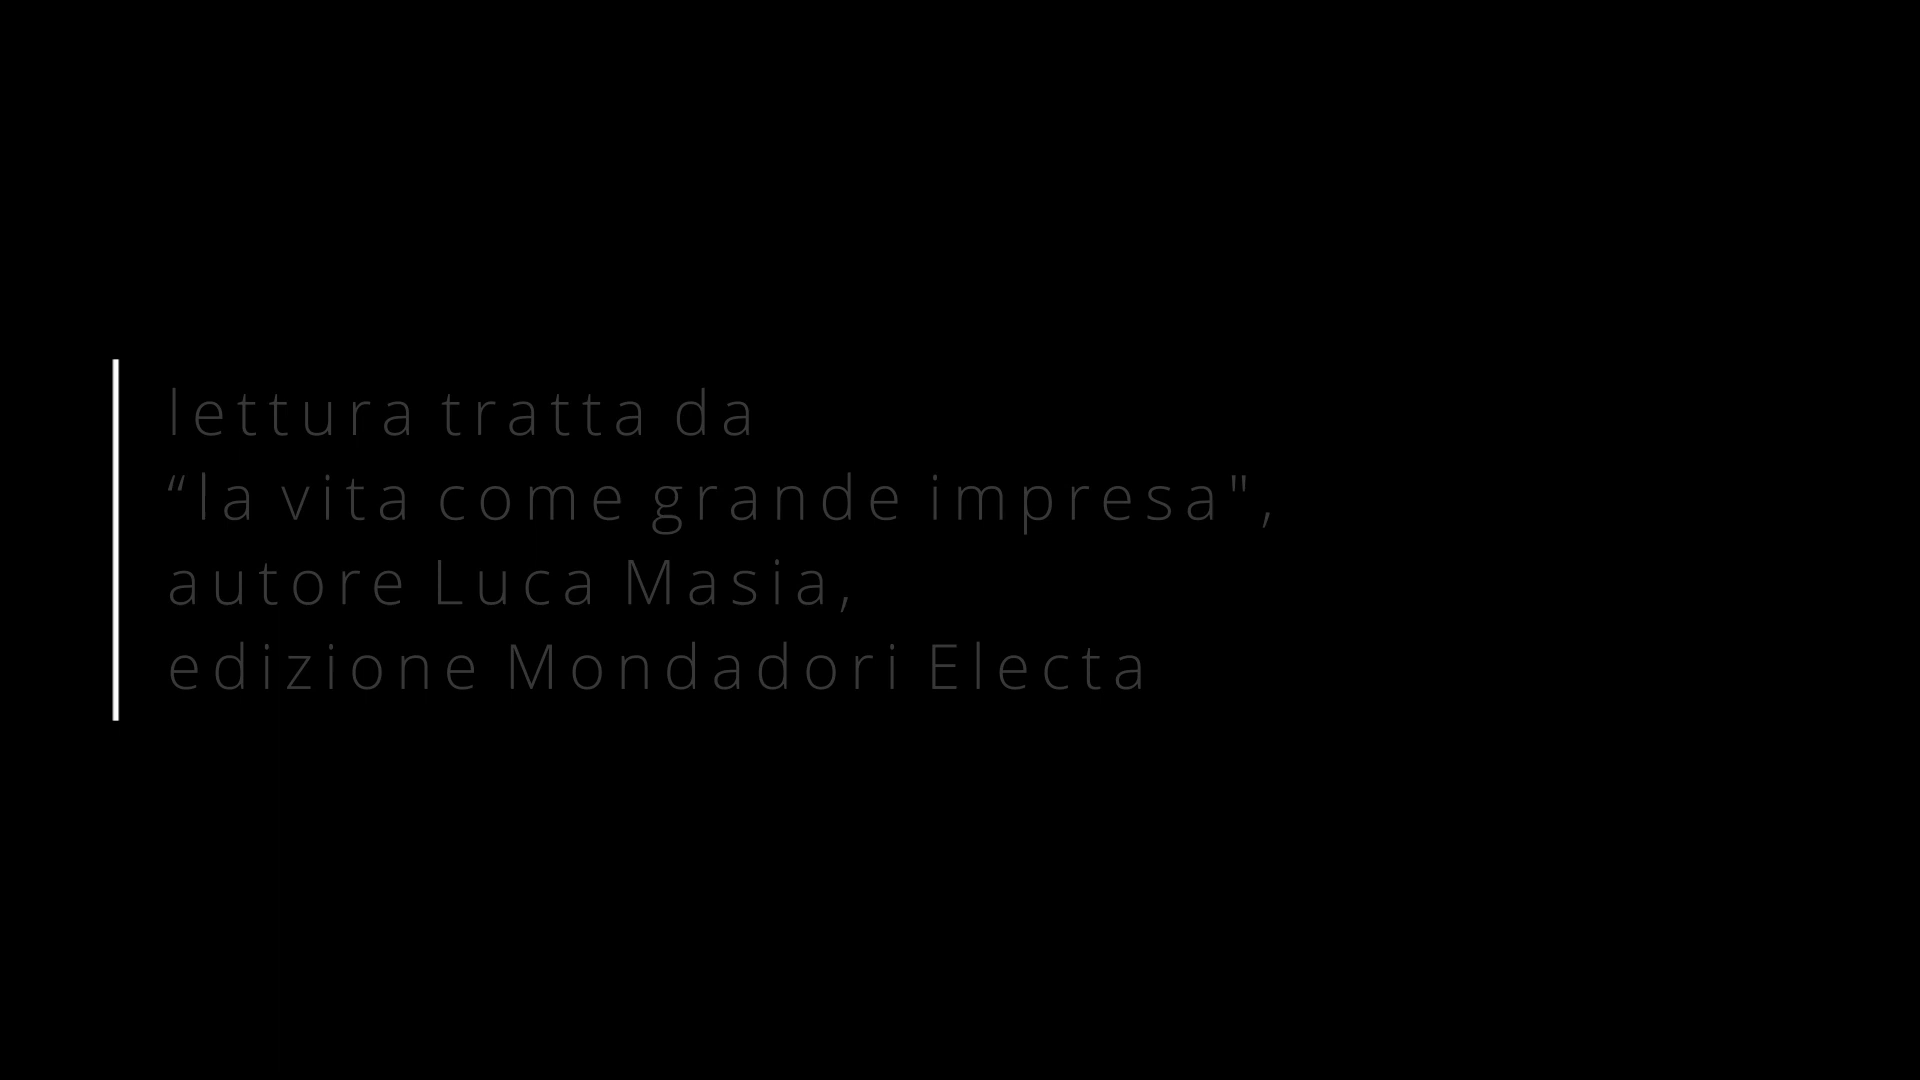 lettura tratta da
“la vita come grande impresa",
autore Luca Masia,
edizione Mondadori Electa